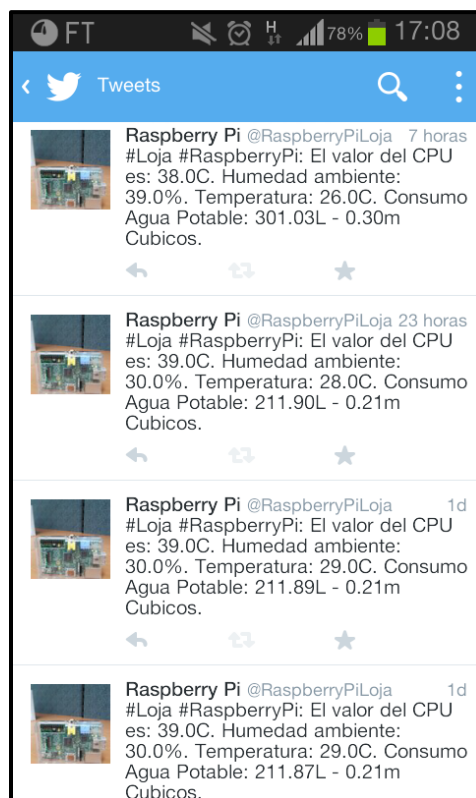 FT H 78% 17:08
Tweets
Raspberry Pi @RaspberryPiLoja 7 horas
#Loja #RaspberryPi: El valor del CPU
es: 38.0C. Humedad ambiente:
39.0%. Temperatura: 26.0C. Consumo
Agua Potable: 301.03L - 0.30m
Cubicos.
Raspberry Pi @RaspberryPiLoja 23 horas
#Loja #RaspberryPi: El valor del CPU
es: 39.0C. Humedad ambiente:
30.0%. Temperatura: 28.0C. Consumo
Agua Potable: 211.90L - 0.21m
Cubicos.
Raspberry Pi @RaspberryPiLoja 1d
#Loja #RaspberryPi: El valor del CPU
es: 39.0C. Humedad ambiente:
30.0%. Temperatura: 29.0C. Consumo
Agua Potable: 211.89L - 0.21m
Cubicos.
Raspberry Pi @RaspberryPiLoja 1d
#Loja #RaspberryPi: El valor del CPU
es: 39.0C. Humedad ambiente:
30.0%. Temperatura: 29.0C. Consumo
Agua Potable: 211.87L - 0.21m
Cubicos.